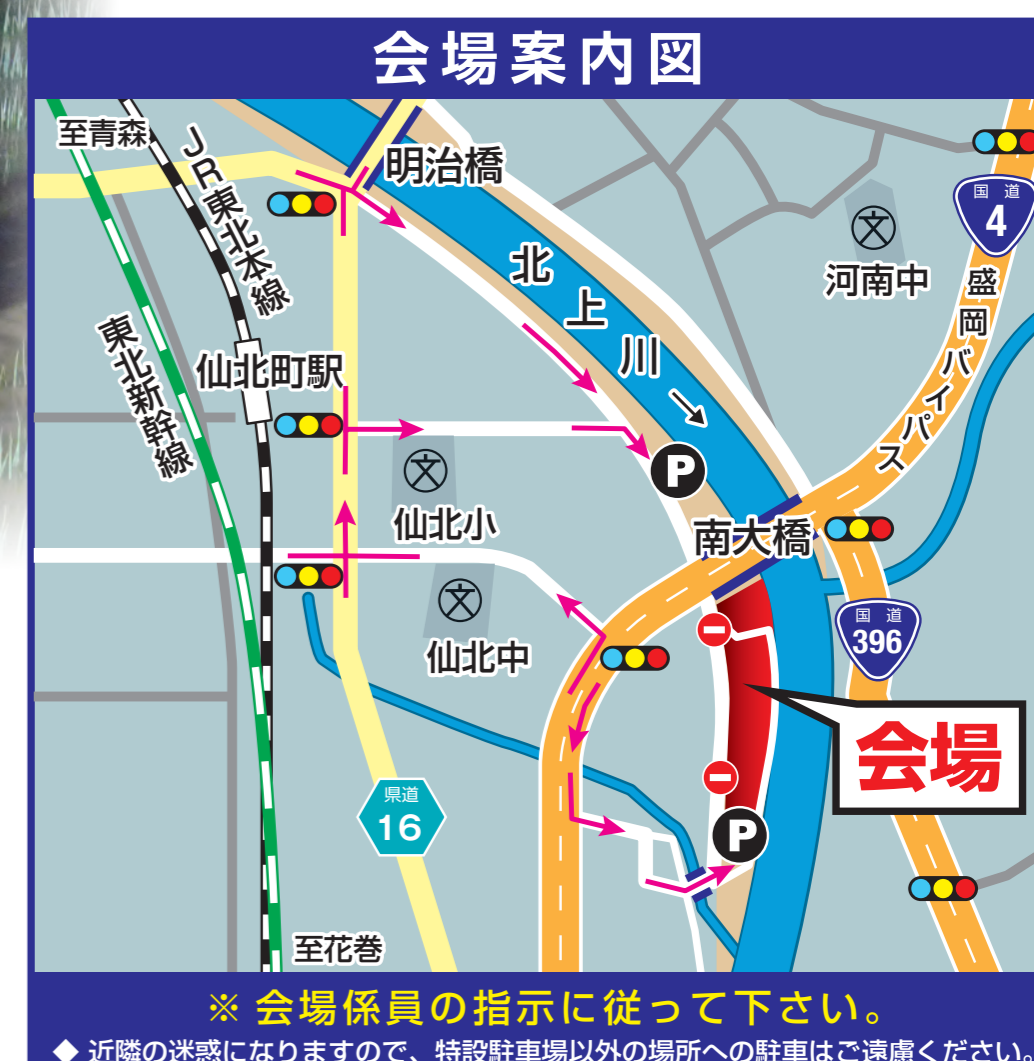 会場案内図
至青森
JR東北本線
明治橋
国道
4
北上川
河南中
盛岡バイパス
東北新幹線
仙北町駅
P
仙北小
南大橋
仙北中
国道
396
会場
県道
16
P
至花巻
※ 会場係員の指示に従って下さい。
◆ 近隣の迷惑になりますので、特設駐車場以外の場所への駐車はご遠慮ください。